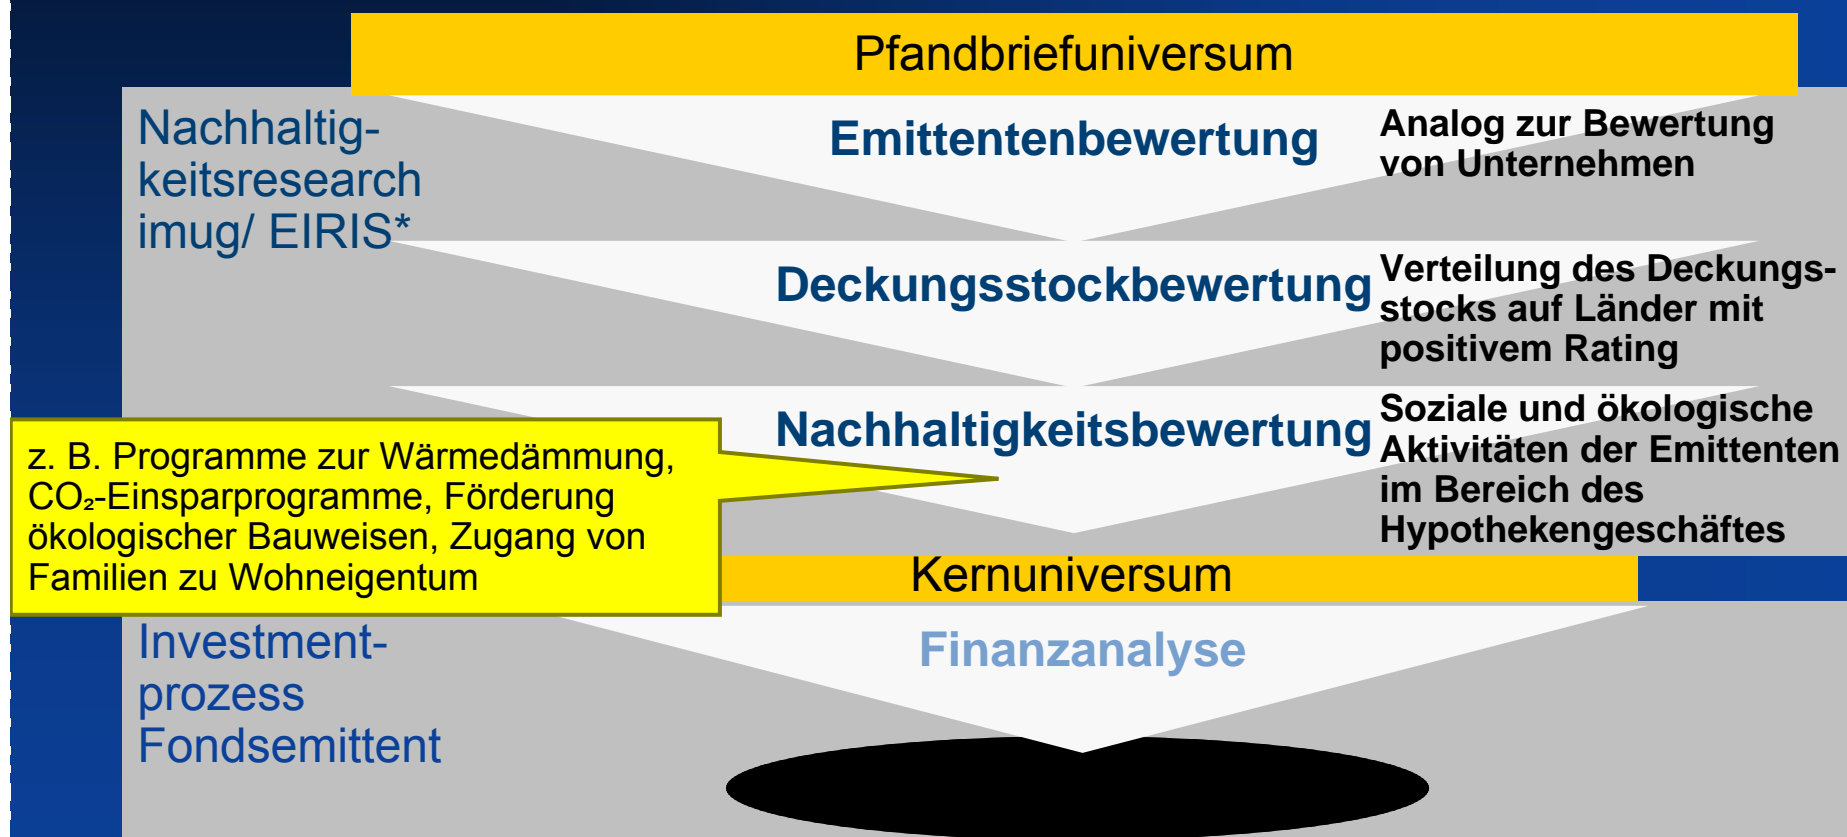 Pfandbriefuniversum
Nachhaltig-
keitsresearch
imug/ EIRIS*
Emittentenbewertung
Analog zur Bewertung
von Unternehmen
Deckungsstockbewertung
Verteilung des Deckungs-
stocks auf Länder mit
positivem Rating
Nachhaltigkeitsbewertung
Soziale und ökologische
Aktivitäten der Emittenten
im Bereich des
Hypothekengeschäftes
z. B. Programme zur Wärmedämmung,
CO₂-Einsparprogramme, Förderung
ökologischer Bauweisen, Zugang von
Familien zu Wohneigentum
Kernuniversum
Investment-
prozess
Fondsemittent
Finanzanalyse